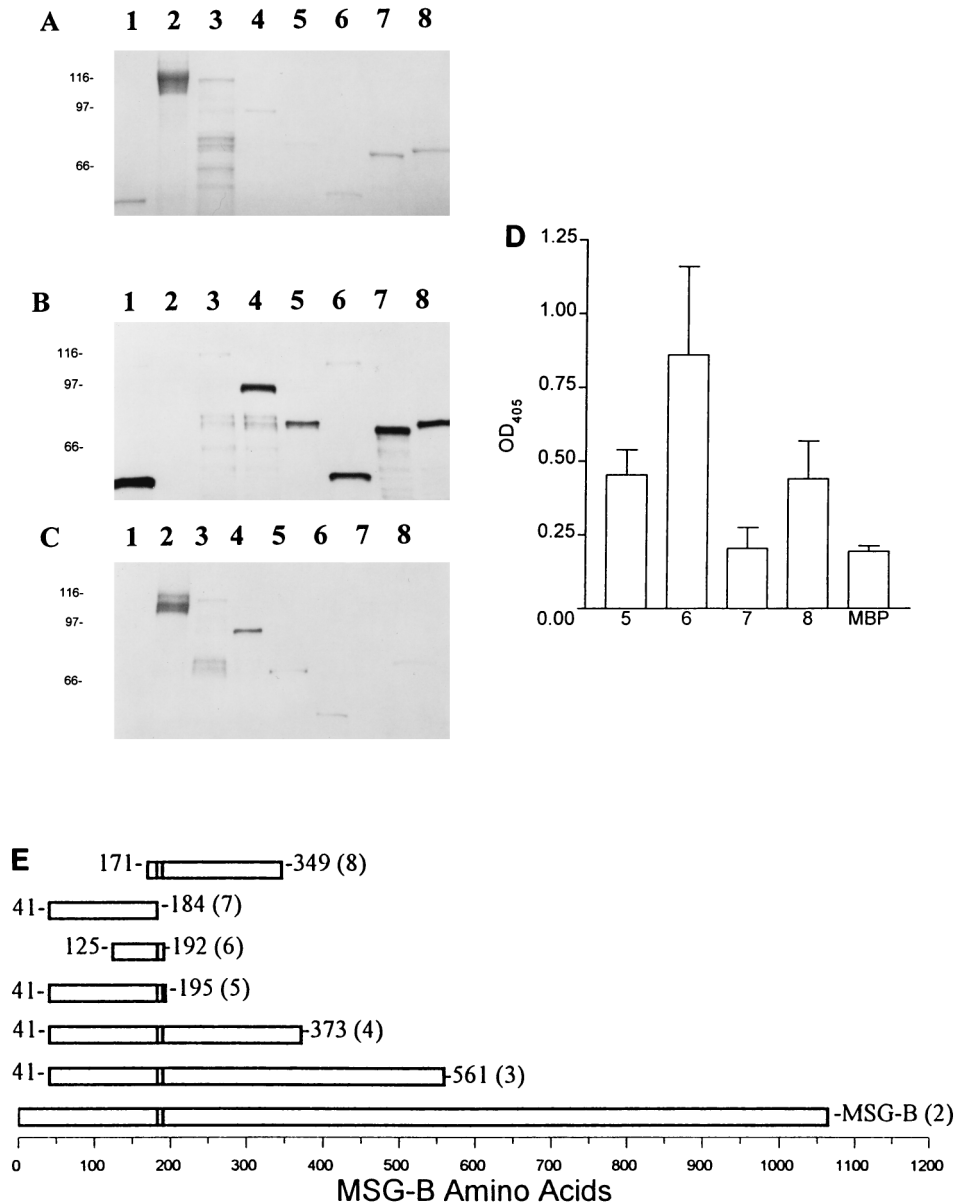 A 1 2 3 4 5 6 7 8
116-
97-
66-
B 1 2 3 4 5 6 7 8
116-
97-
66-
C 1 2 3 4 5 6 7 8
116-
97-
66-
D
1.25
1.00
0.75
0.50
0.25
0.00
OD405
5 6 7 8 MBP
E
171- -349 (8)
41- -184 (7)
125- -192 (6)
41- -195 (5)
41- -373 (4)
41- -561 (3)
-MSG-B (2)
0 100 200 300 400 500 600 700 800 900 1000 1100 1200
MSG-B Amino Acids